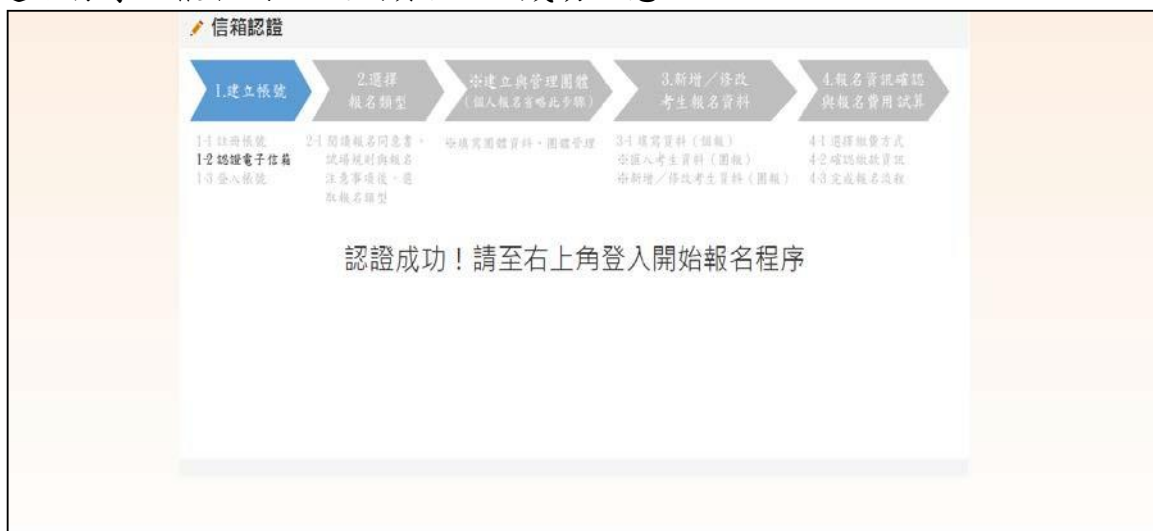 信箱認證
1.建立帳號
2.選擇
報名類型
※建立與管理團體
(個人報名省略此步驟)
3.新增／修改
考生報名資料
4.報名資訊確認
與報名費用試算
1-1 註冊帳號
1-2 認證電子信箱
1-3 登入帳號
2-1 閱讀報名同意書、
試場規則與報名
注意事項後，選
取報名類型
※填寫團體資料、團體管理
3-1 填寫資料（個報）
※匯入考生資料（團報）
※新增／修改考生資料（團報）
4-1 選擇繳費方式
4-2 確認繳款資訊
4-3 完成報名流程
認證成功！請至右上角登入開始報名程序